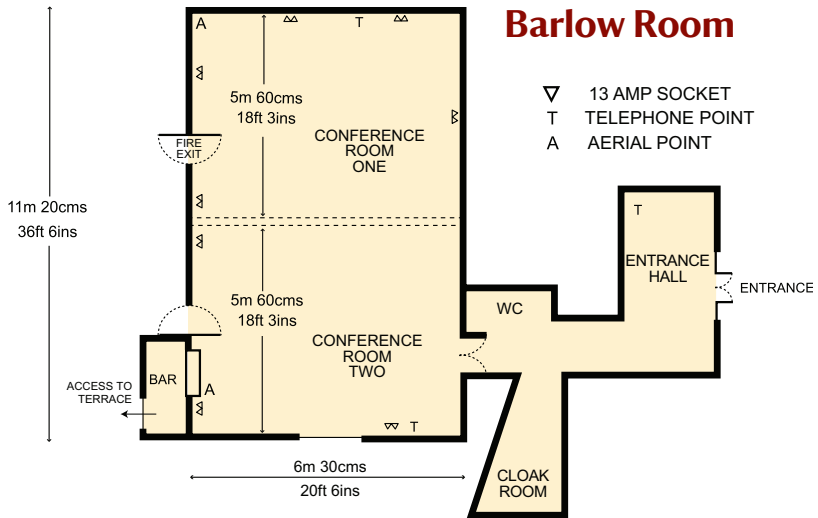 Barlow Room
13 AMP SOCKET
T TELEPHONE POINT
A AERIAL POINT
A
T
5m 60cms
18ft 3ins
CONFERENCE
ROOM
ONE
FIRE
EXIT
11m 20cms
36ft 6ins
T
ENTRANCE
HALL
ENTRANCE
5m 60cms
18ft 3ins
WC
CONFERENCE
ROOM
TWO
BAR
A
ACCESS TO
TERRACE
T
6m 30cms
20ft 6ins
CLOAK
ROOM